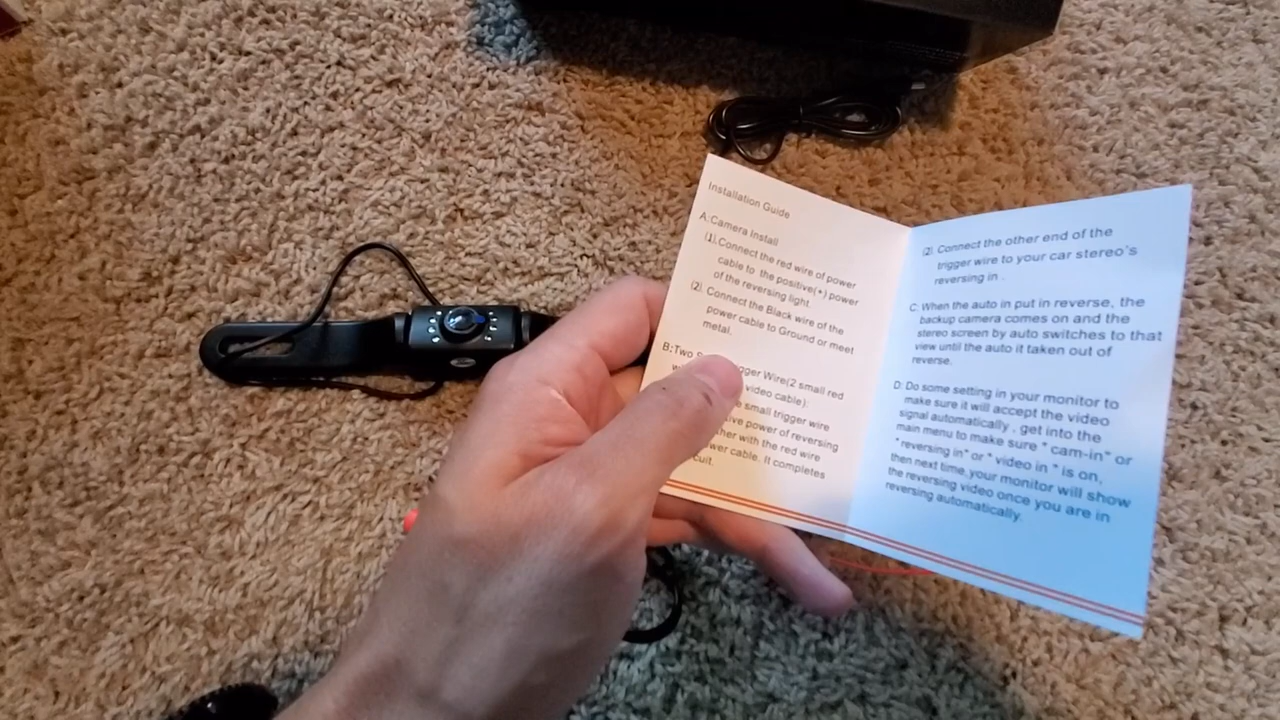 Installation Guide
A:Camera Install
(1).Connect the red wire of power
cable to the positive(+) power
of the reversing light.
(2). Connect the Black wire of the
power cable to Ground or meet
metal.
B:Two Wire(2 small red
video cable):
small trigger wire
power of reversing
with the red wire
cable. It completes
(2). Connect the other end of the
trigger wire to your car stereo's
reversing in .
C: When the auto in put in reverse, the
backup camera comes on and the
stereo screen by auto switches to that
view until the auto it taken out of
reverse.
D: Do some setting in your monitor to
make sure it will accept the video
signal automatically . get into the
main menu to make sure " cam-in" or
" reversing in" or " video in " is on,
then next time,your monitor will show
the reversing video once you are in
reversing automatically.